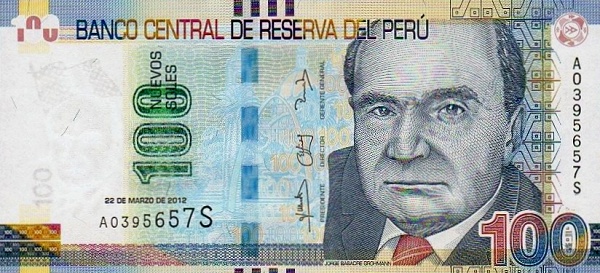 BANCO CENTRAL DE RESERVA DEL PERÚ
100
NUEVOS
SOLES
A0395657S
22 DE MARZO DE 2012
A0395657S
PRESIDENTE
DIRECTOR
GERENTE GENERAL
100
100
JORGE BASADRE GROHMANN